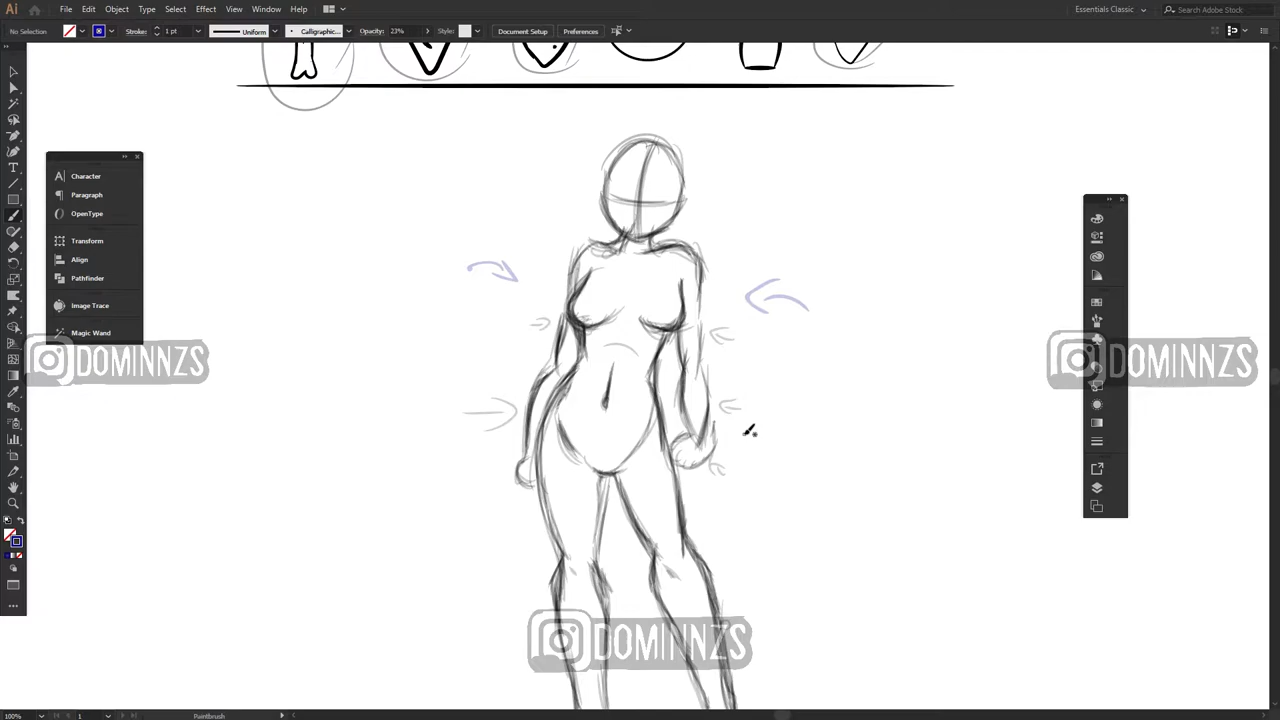 Ai File Edit Object Type Select Effect View Window Help Essentials Classic Search Adobe Stock
No Selection Stroke: 1 pt Uniform Calligraphic... Opacity: 23% Style: Document Setup Preferences
Character
Paragraph
OpenType
Transform
Align
Pathfinder
Image Trace
Magic Wand
DOMINNZS
DOMINNZS
DOMINNZS
100% 1 Paintbrush